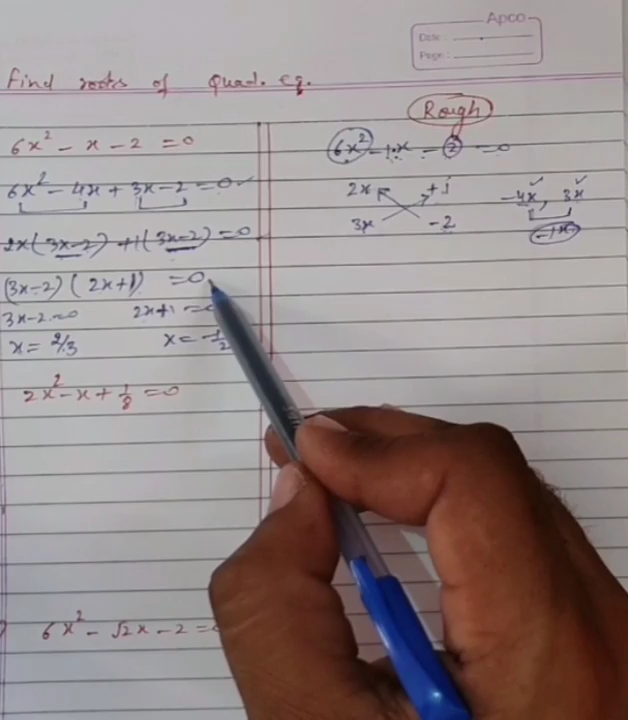 Apco
Date :
Page :
Find roots of Quad. eq.
Rough
6x² - x - 2 = 0
6x² - 4x + 3x - 2 = 0
2x(3x-2) + 1(3x-2) = 0
(3x-2) ( 2x+1) = 0
3x-2=0 2x+1 = 0
x = 2/3 x = -1/2
6x² - 1x - 2 = 0
2x +1 -4x, 3x
3x -2 -1x
2x² - x + 1/8 = 0
6x² - √2x - 2 =